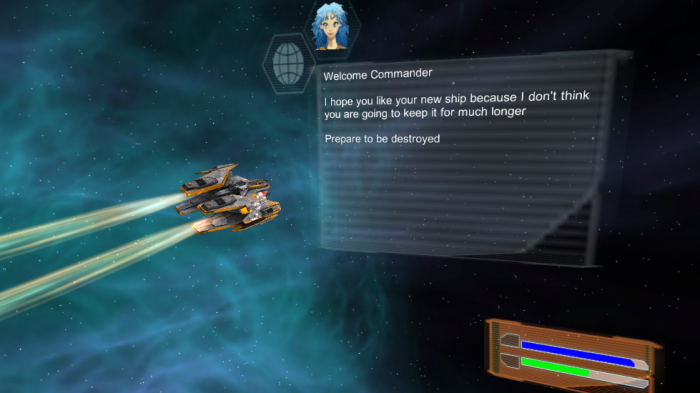 Welcome Commander
I hope you like your new ship because I don't think
you are going to keep it for much longer
Prepare to be destroyed